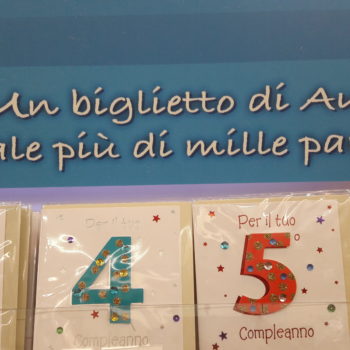 Un biglietto di Au
ale più di mille pa
Per il tuo
4
Compleanno
Per il tuo
5°
Compleanno